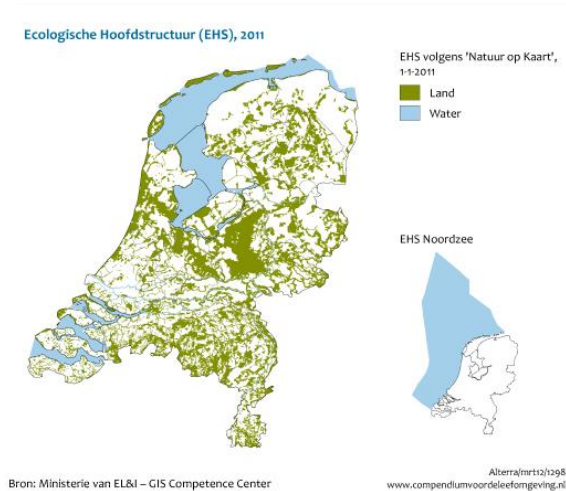 Ecologische Hoofdstructuur (EHS), 2011
EHS volgens 'Natuur op Kaart',
1-1-2011
Land
Water
EHS Noordzee
Bron: Ministerie van EL&I – GIS Competence Center
Alterra/mrt12/1298
www.compendiumvoordeleefomgeving.nl